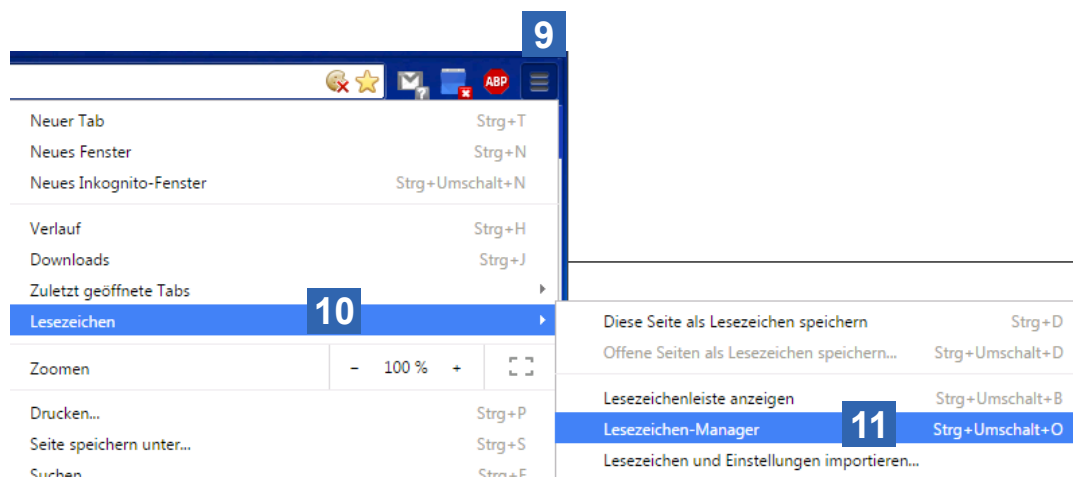 9
ABP
Neuer Tab Strg+T
Neues Fenster Strg+N
Neues Inkognito-Fenster Strg+Umschalt+N
Verlauf Strg+H
Downloads Strg+J
Zuletzt geöffnete Tabs
Lesezeichen 10
Zoomen - 100 % +
Drucken... Strg+P
Seite speichern unter... Strg+S
Suchen Strg+F
Diese Seite als Lesezeichen speichern Strg+D
Offene Seiten als Lesezeichen speichern... Strg+Umschalt+D
Lesezeichenleiste anzeigen Strg+Umschalt+B
Lesezeichen-Manager 11 Strg+Umschalt+O
Lesezeichen und Einstellungen importieren...